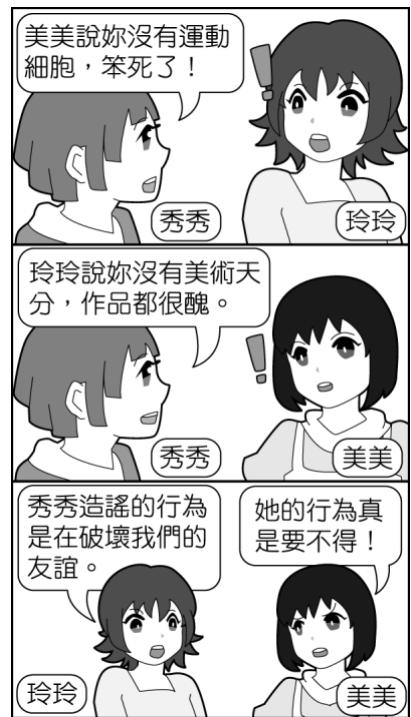 美美說妳沒有運動
細胞，笨死了！
秀秀
玲玲
玲玲說妳沒有美術天
分，作品都很醜。
秀秀
美美
秀秀造謠的行為
是在破壞我們的
友誼。
她的行為真
是要不得！
玲玲
美美